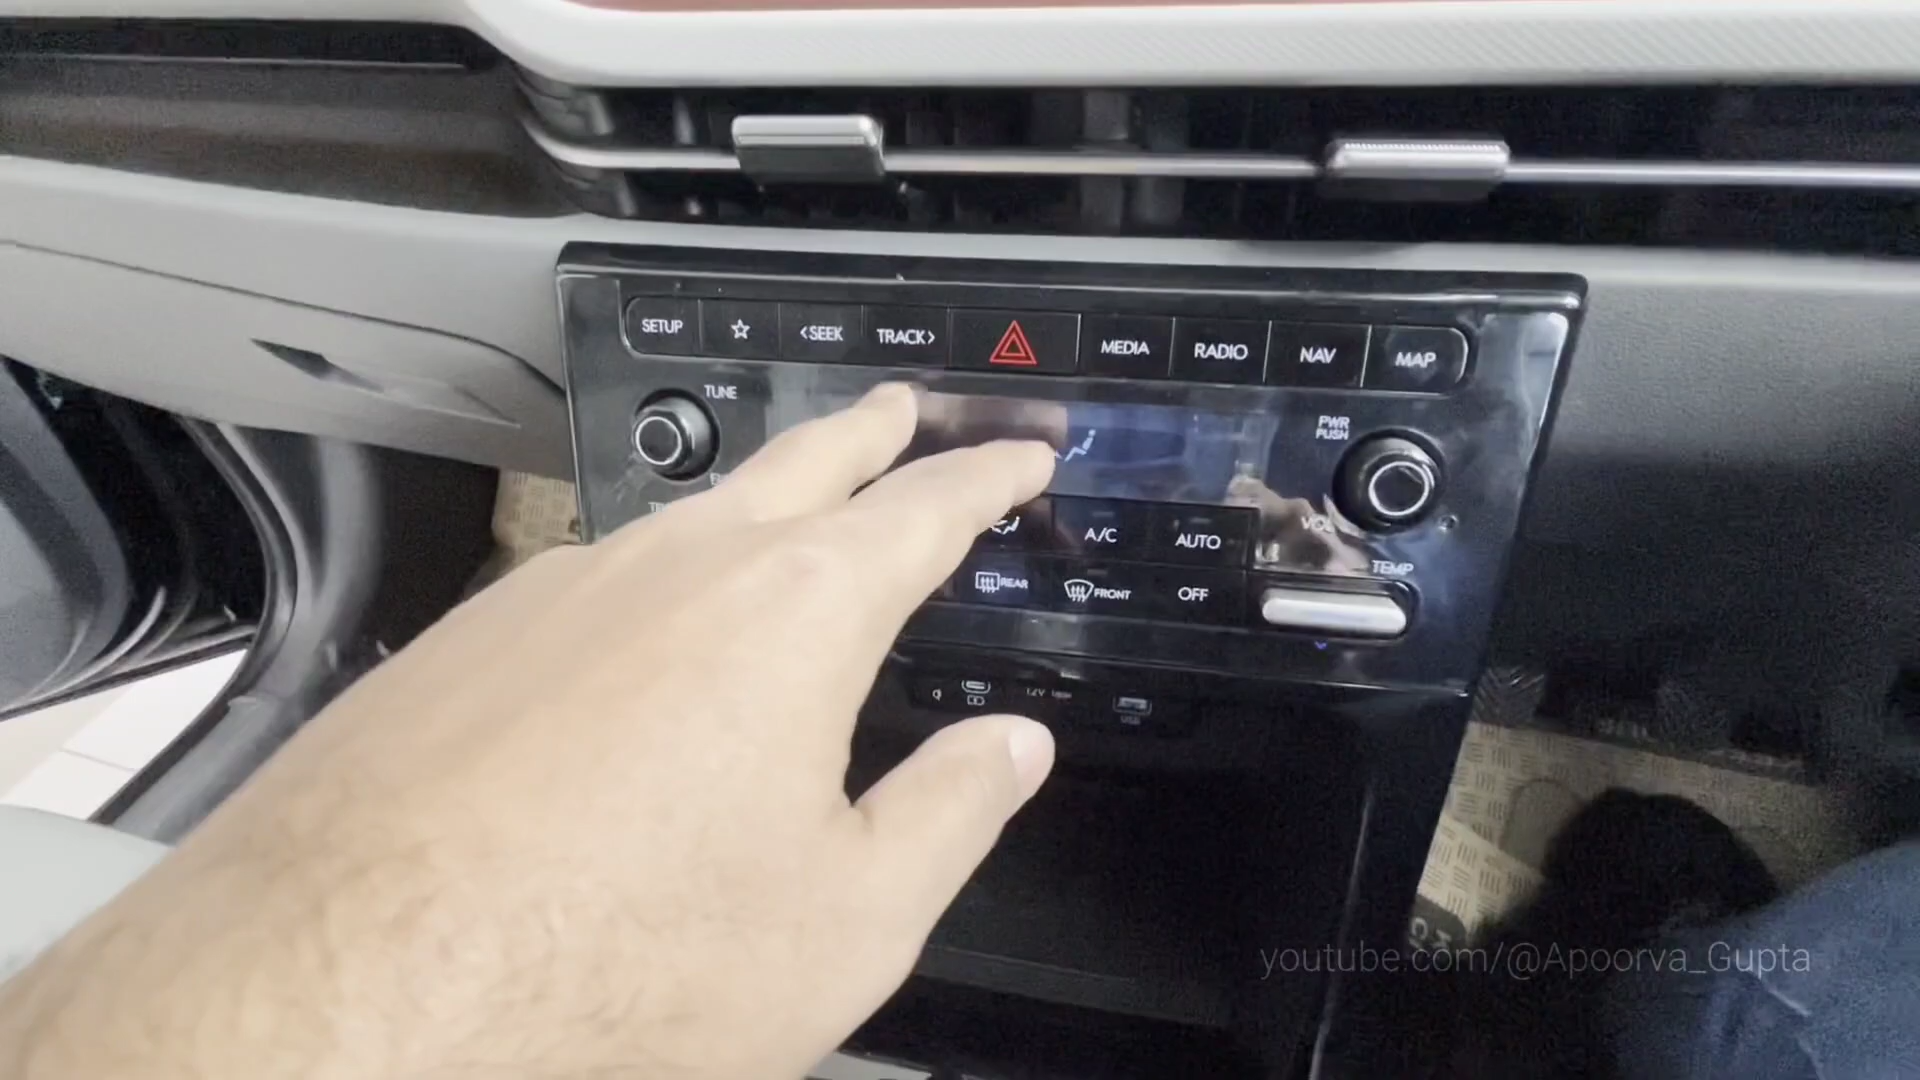 SETUP ☆ <SEEK TRACK> MEDIA RADIO NAV MAP
TUNE
PWR
PUSH
VOL
A/C AUTO
TEMP
REAR FRONT OFF
12V
USB
youtube.com/@Apoorva_Gupta